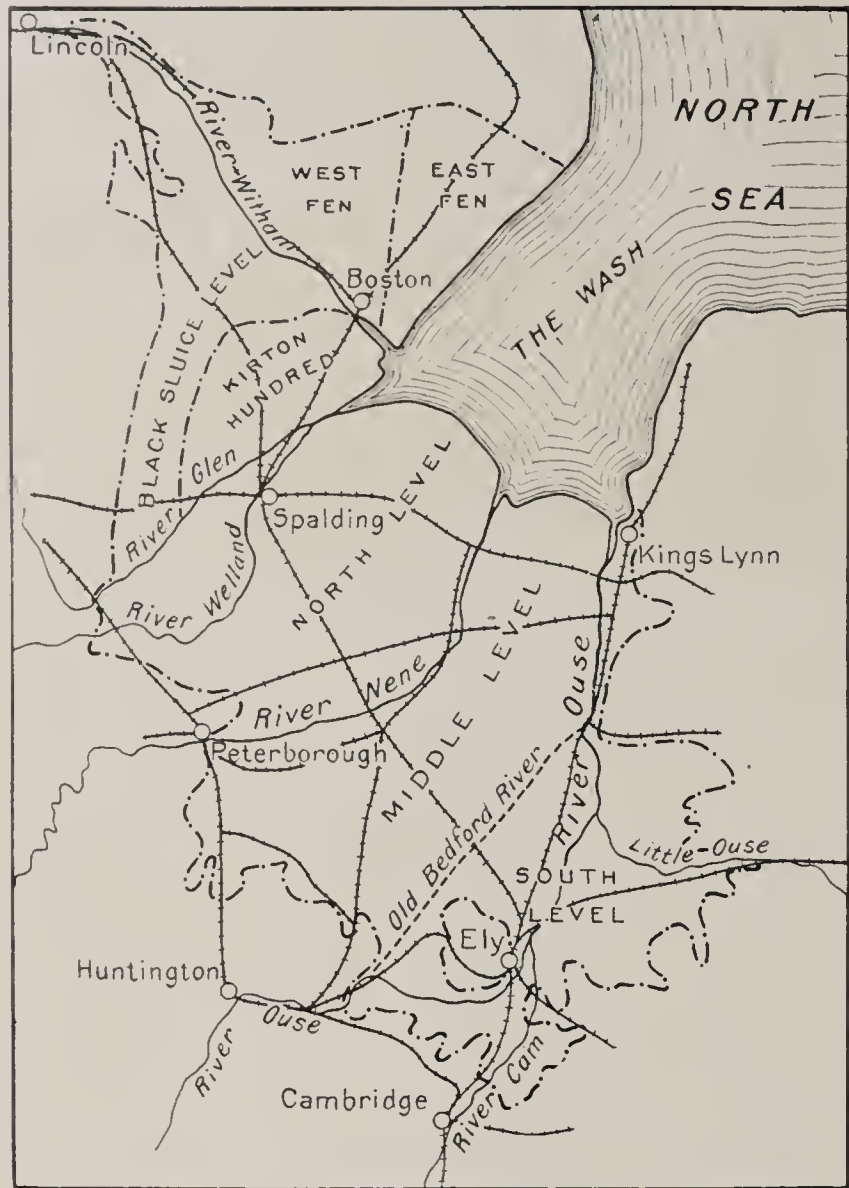 Lincoln
NORTH
SEA
River Witham
WEST
FEN
EAST
FEN
Boston
THE WASH
BLACK SLUICE LEVEL
KIRTON
HUNDRED
River Glen
Spalding
River Welland
NORTH LEVEL
Kings Lynn
MIDDLE LEVEL
River Nene
Peterborough
River Ouse
Old Bedford River
Little-Ouse
SOUTH
LEVEL
Ely
Huntington
River Ouse
Cambridge
River Cam